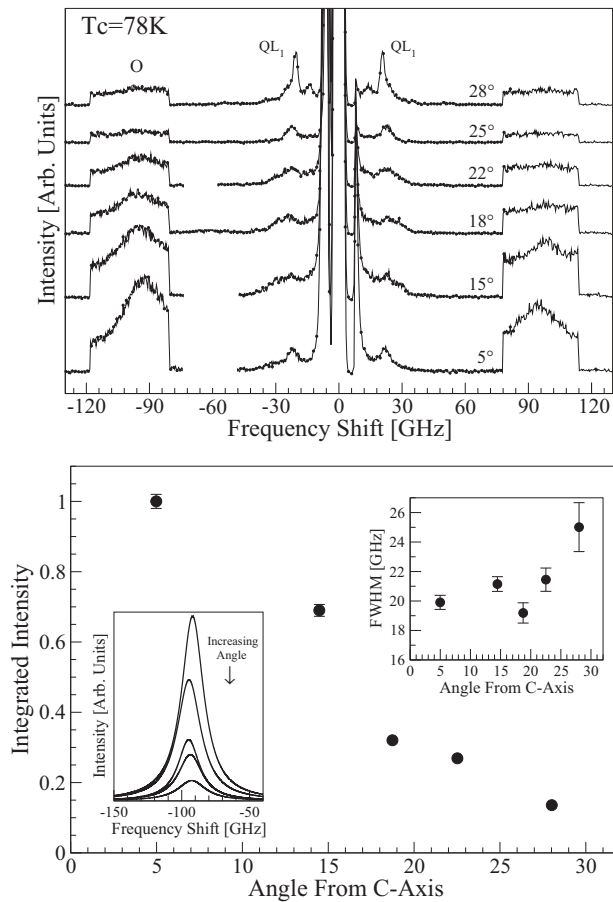 Tc=78K
QL1
QL1
O
28°
25°
22°
18°
15°
5°
Intensity [Arb. Units]
-120 -90 -60 -30 0 30 60 90 120
Frequency Shift [GHz]
1
0.8
0.6
0.4
0.2
0
Integrated Intensity
0 5 10 15 20 25 30
Angle From C-Axis
26
24
22
20
18
16
FWHM [GHz]
0 5 10 15 20 25 30
Angle From C-Axis
Increasing
Angle
Intensity [Arb. Units]
-150 -100 -50
Frequency Shift [GHz]